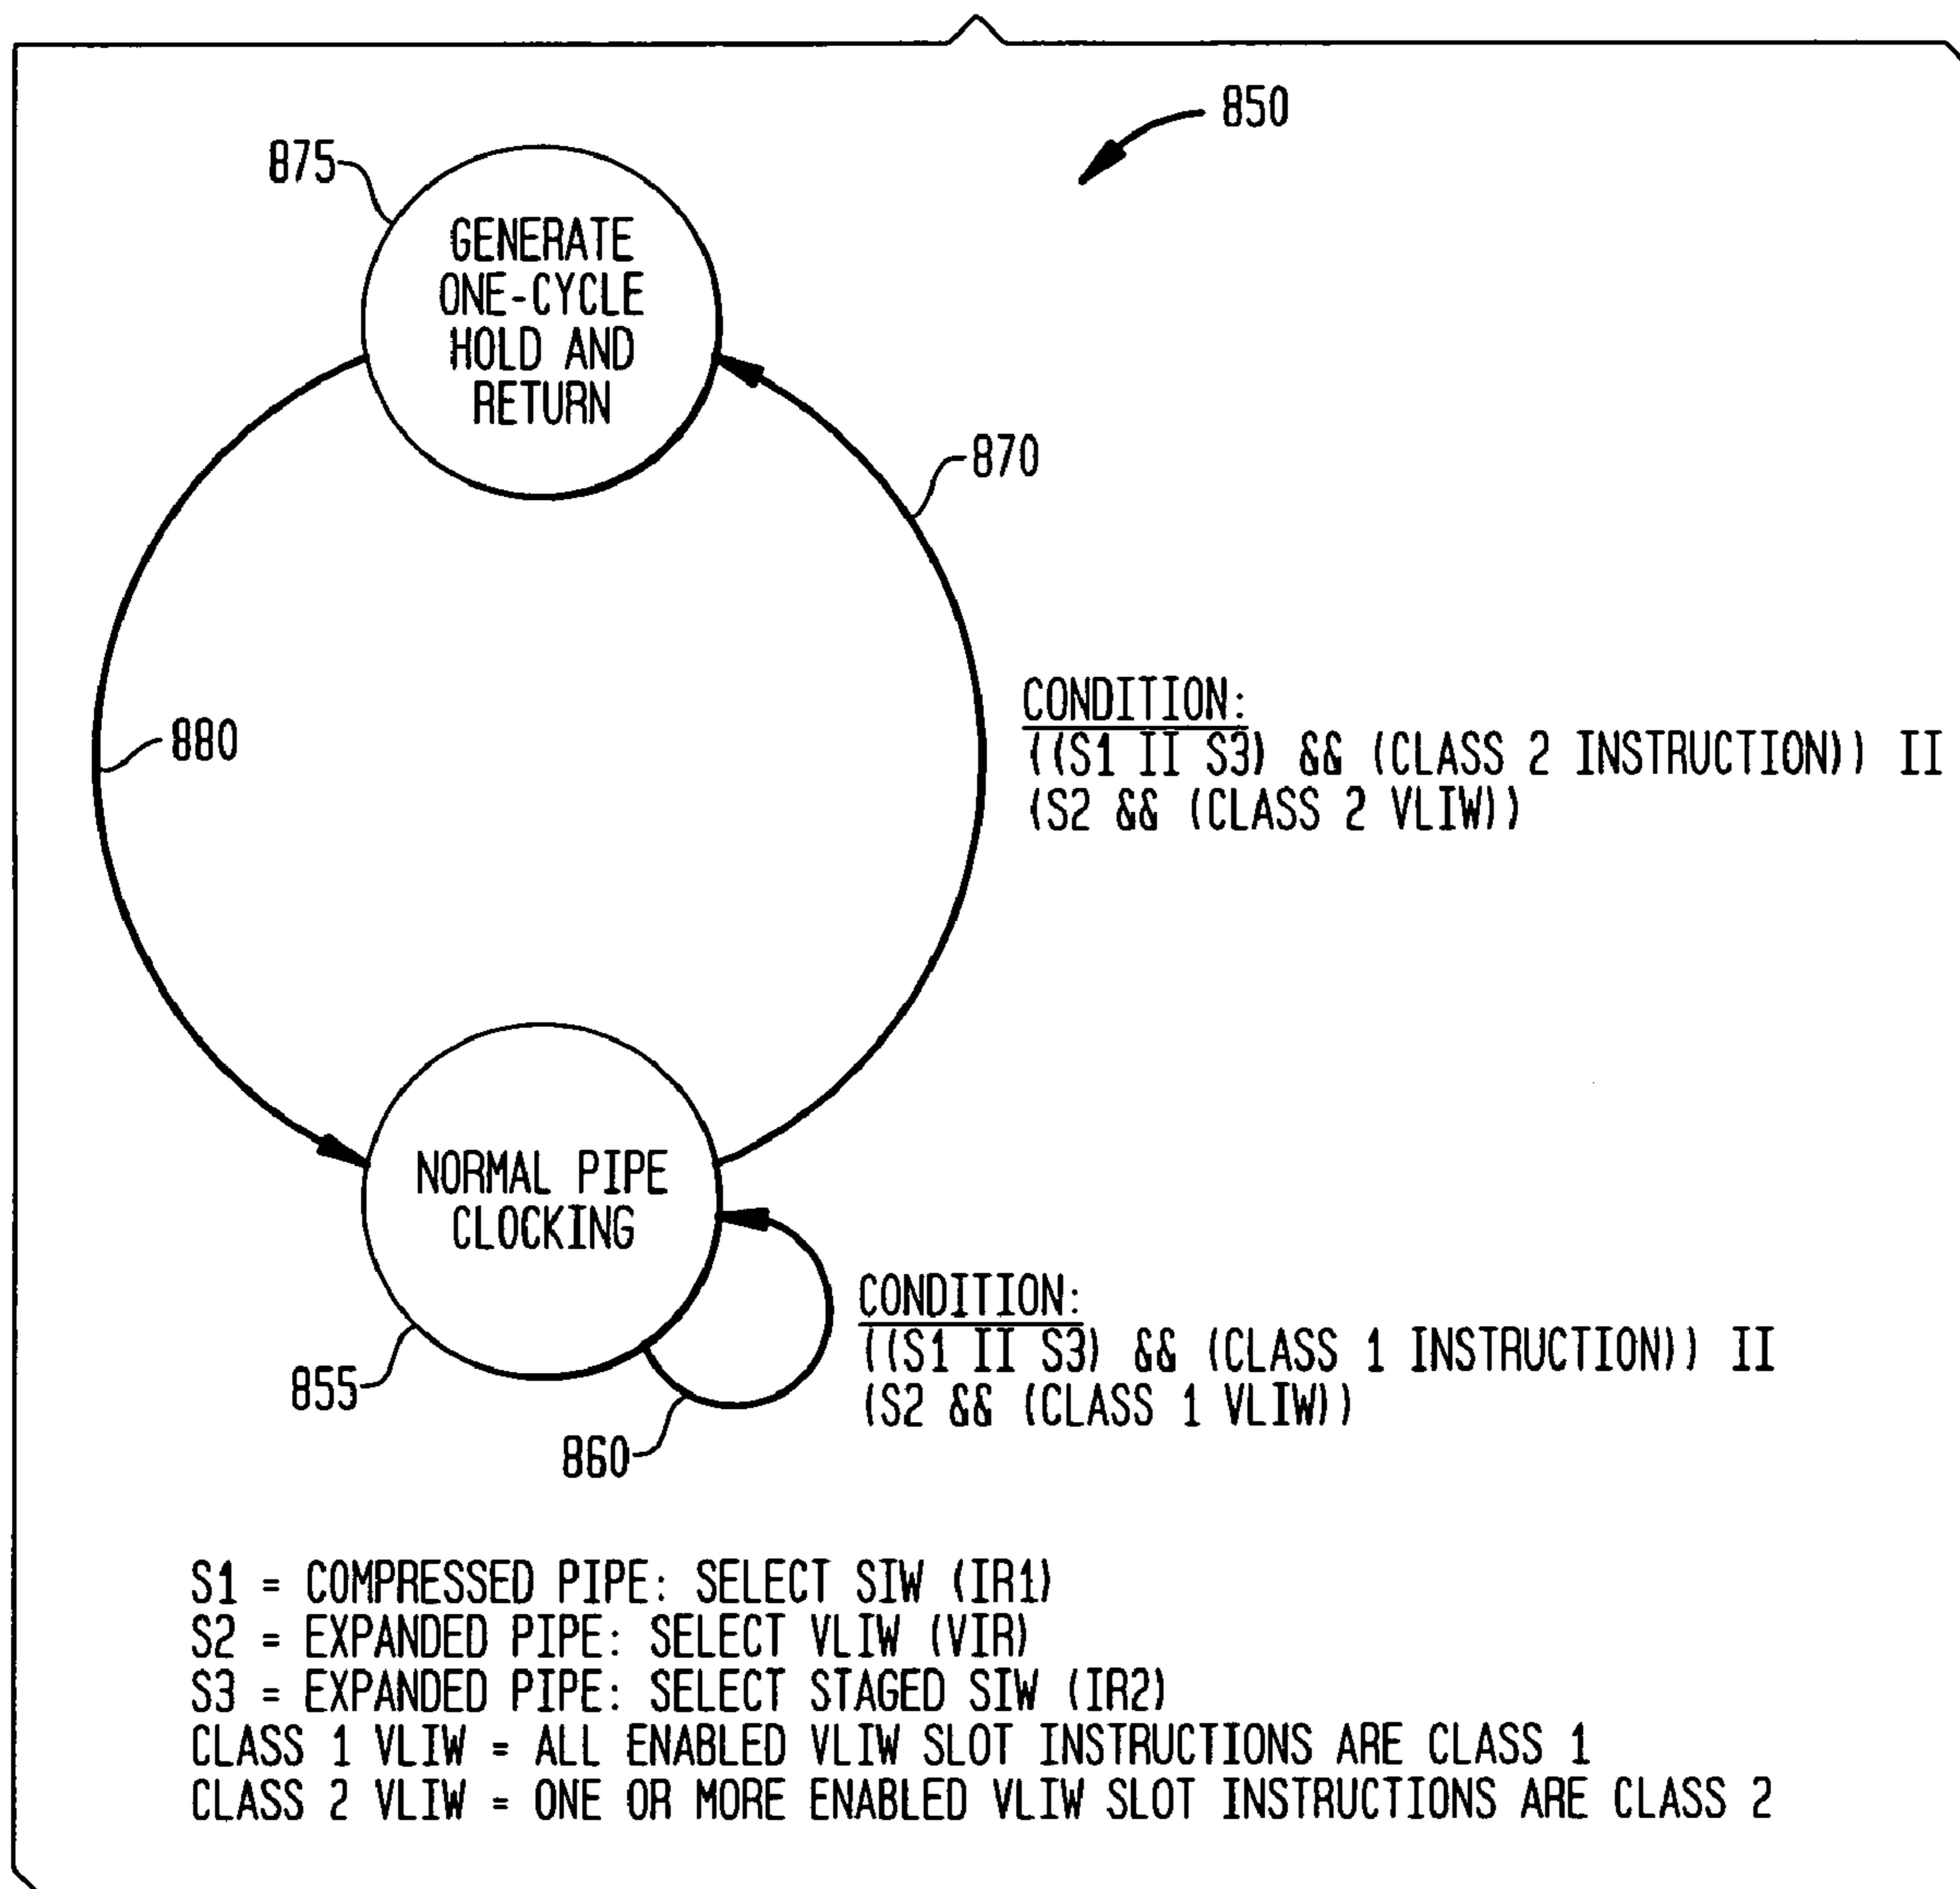 850
875
GENERATE
ONE-CYCLE
HOLD AND
RETURN
870
880
CONDITION:
((S1 II S3) && (CLASS 2 INSTRUCTION)) II
(S2 && (CLASS 2 VLIW))
NORMAL PIPE
CLOCKING
855
860
CONDITION:
((S1 II S3) && (CLASS 1 INSTRUCTION)) II
(S2 && (CLASS 1 VLIW))
S1 = COMPRESSED PIPE: SELECT SIW (IR1)
S2 = EXPANDED PIPE: SELECT VLIW (VIR)
S3 = EXPANDED PIPE: SELECT STAGED SIW (IR2)
CLASS 1 VLIW = ALL ENABLED VLIW SLOT INSTRUCTIONS ARE CLASS 1
CLASS 2 VLIW = ONE OR MORE ENABLED VLIW SLOT INSTRUCTIONS ARE CLASS 2